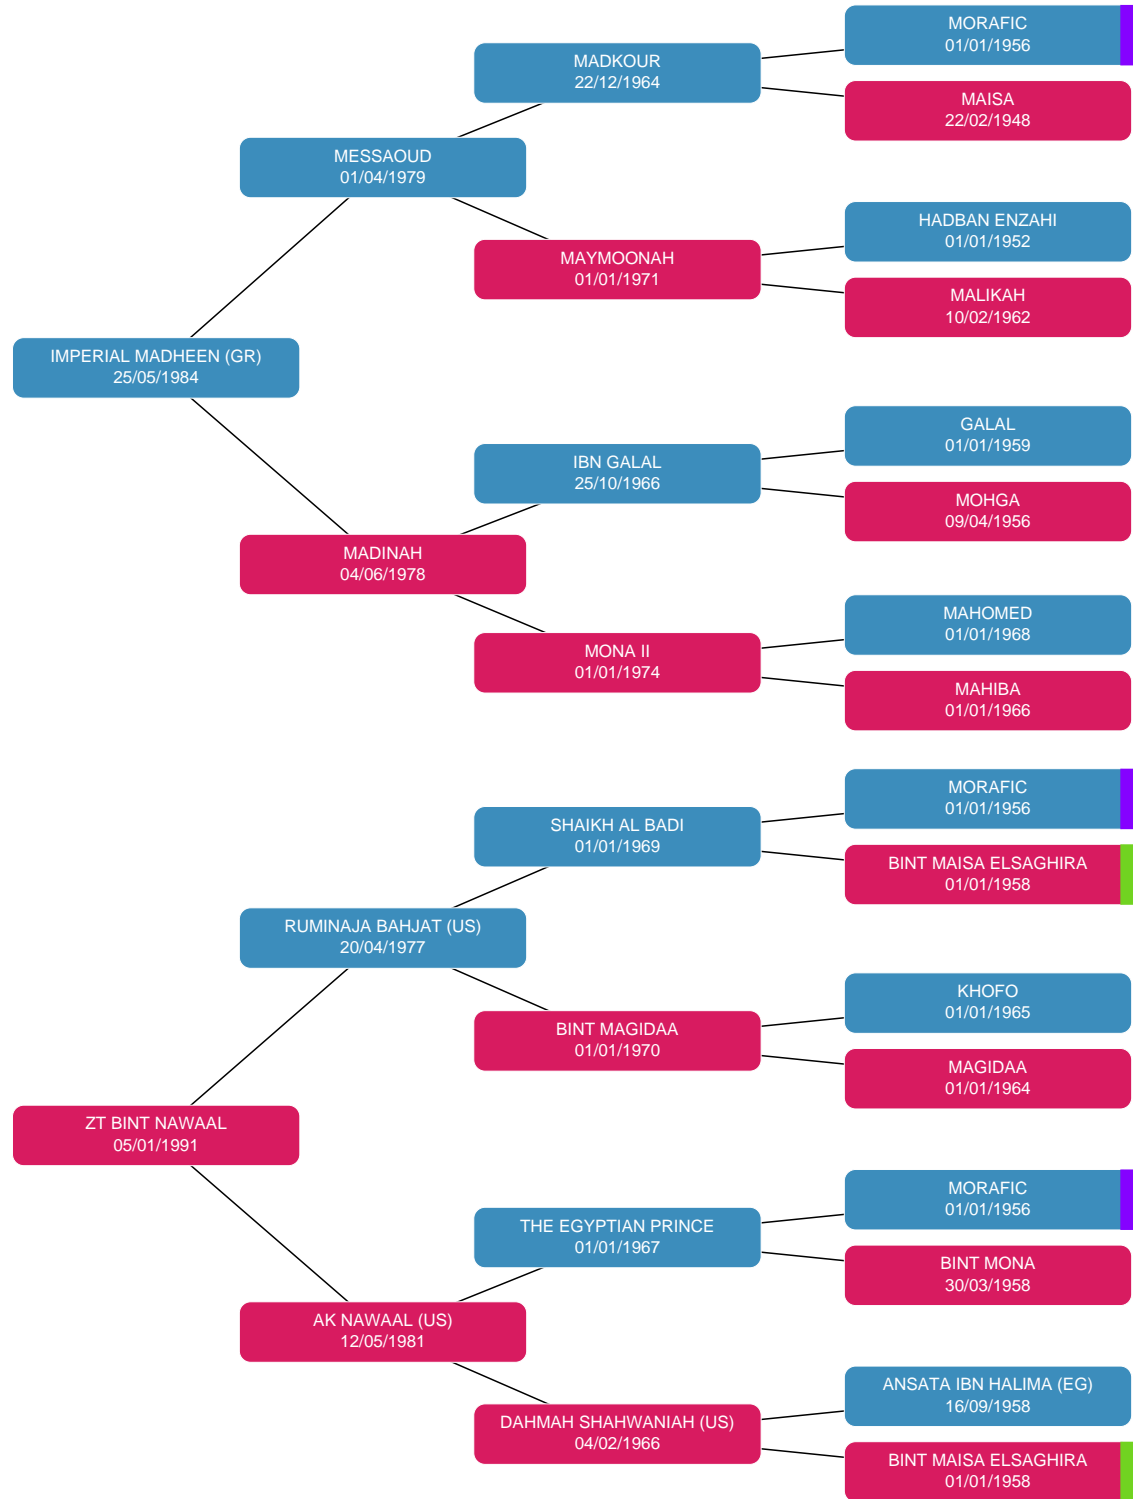 MORAFIC
01/01/1956
MADKOUR
22/12/1964
MAISA
22/02/1948
MESSAOUD
01/04/1979
HADBAN ENZAHI
01/01/1952
MAYMOONAH
01/01/1971
MALIKAH
10/02/1962
IMPERIAL MADHEEN (GR)
25/05/1984
GALAL
01/01/1959
IBN GALAL
25/10/1966
MOHGA
09/04/1956
MADINAH
04/06/1978
MAHOMED
01/01/1968
MONA II
01/01/1974
MAHIBA
01/01/1966
MORAFIC
01/01/1956
SHAIKH AL BADI
01/01/1969
BINT MAISA ELSAGHIRA
01/01/1958
RUMINAJA BAHJAT (US)
20/04/1977
KHOFO
01/01/1965
BINT MAGIDAA
01/01/1970
MAGIDAA
01/01/1964
ZT BINT NAWAAL
05/01/1991
MORAFIC
01/01/1956
THE EGYPTIAN PRINCE
01/01/1967
BINT MONA
30/03/1958
AK NAWAAL (US)
12/05/1981
ANSATA IBN HALIMA (EG)
16/09/1958
DAHMAH SHAHWANIAH (US)
04/02/1966
BINT MAISA ELSAGHIRA
01/01/1958